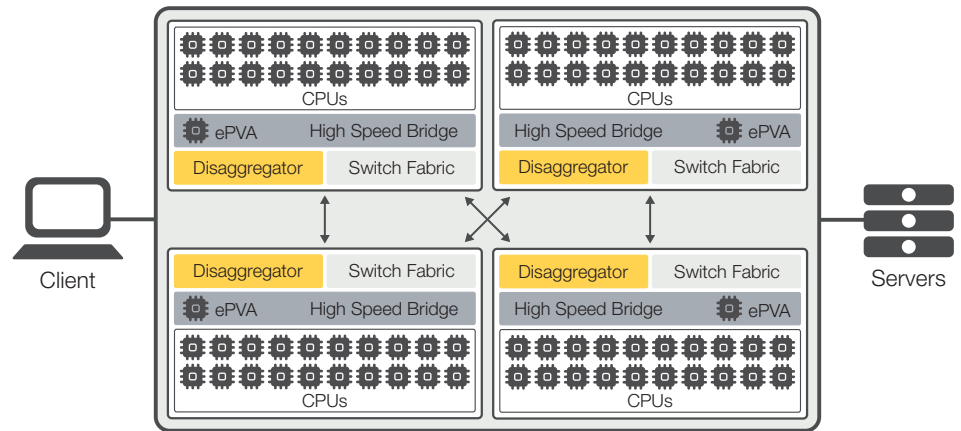 CPUs
ePVA High Speed Bridge
Disaggregator Switch Fabric
CPUs
High Speed Bridge ePVA
Disaggregator Switch Fabric
Client
Servers
Disaggregator Switch Fabric
ePVA High Speed Bridge
CPUs
Disaggregator Switch Fabric
High Speed Bridge ePVA
CPUs